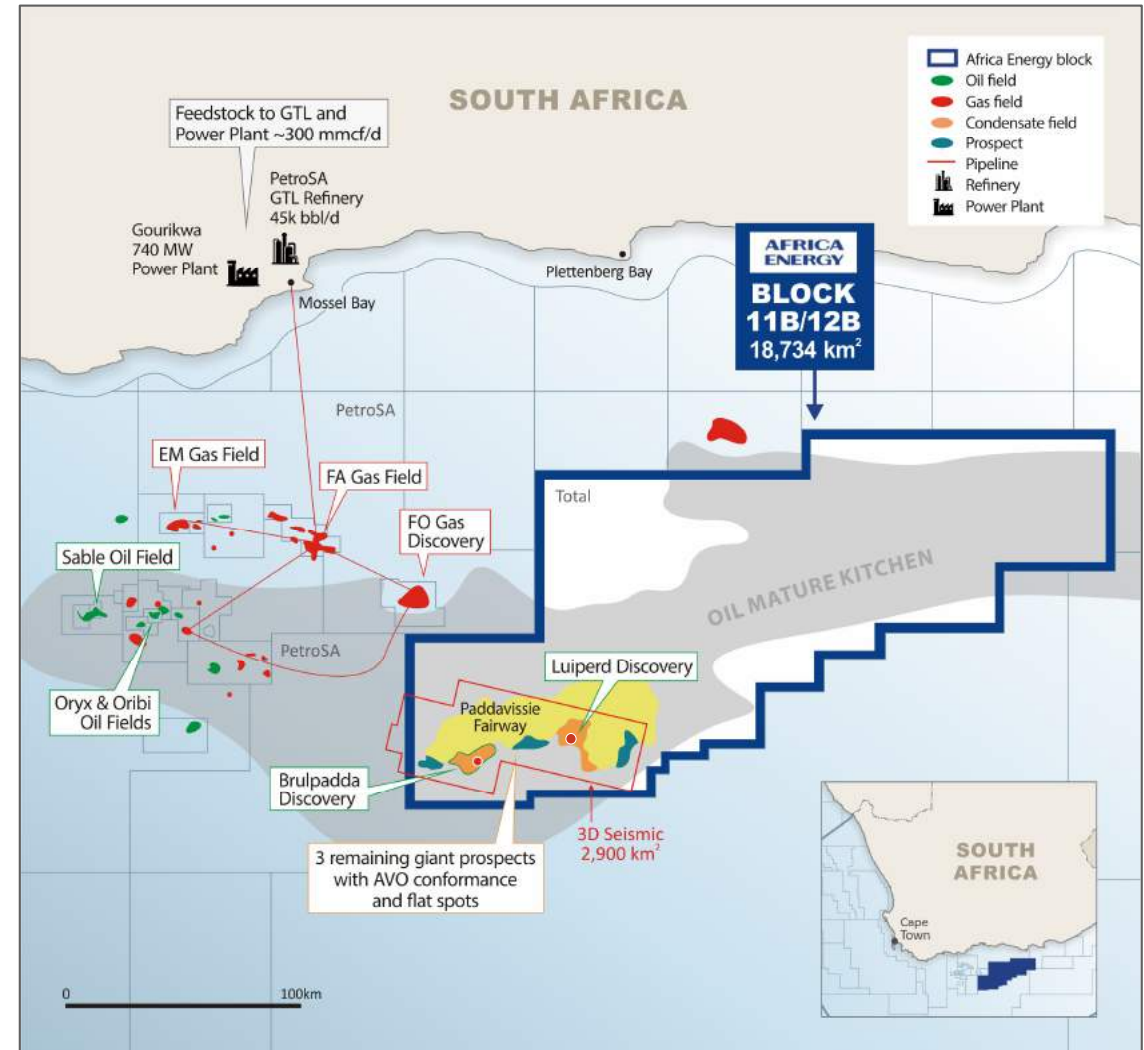 SOUTH AFRICA
Africa Energy block
Oil field
Gas field
Condensate field
Prospect
Pipeline
Refinery
Power Plant
Feedstock to GTL and
Power Plant ~300 mmcf/d
PetroSA
GTL Refinery
45k bbl/d
Gourikwa
740 MW
Power Plant
Mossel Bay
Plettenberg Bay
AFRICA
ENERGY
BLOCK
11B/12B
18,734 km²
PetroSA
EM Gas Field
FA Gas Field
Total
FO Gas
Discovery
Sable Oil Field
OIL MATURE KITCHEN
PetroSA
Luiperd Discovery
Oryx & Oribi
Oil Fields
Paddavissie
Fairway
Brulpadda
Discovery
3D Seismic
2,900 km²
3 remaining giant prospects
with AVO conformance
and flat spots
SOUTH
AFRICA
Cape
Town
0 100km